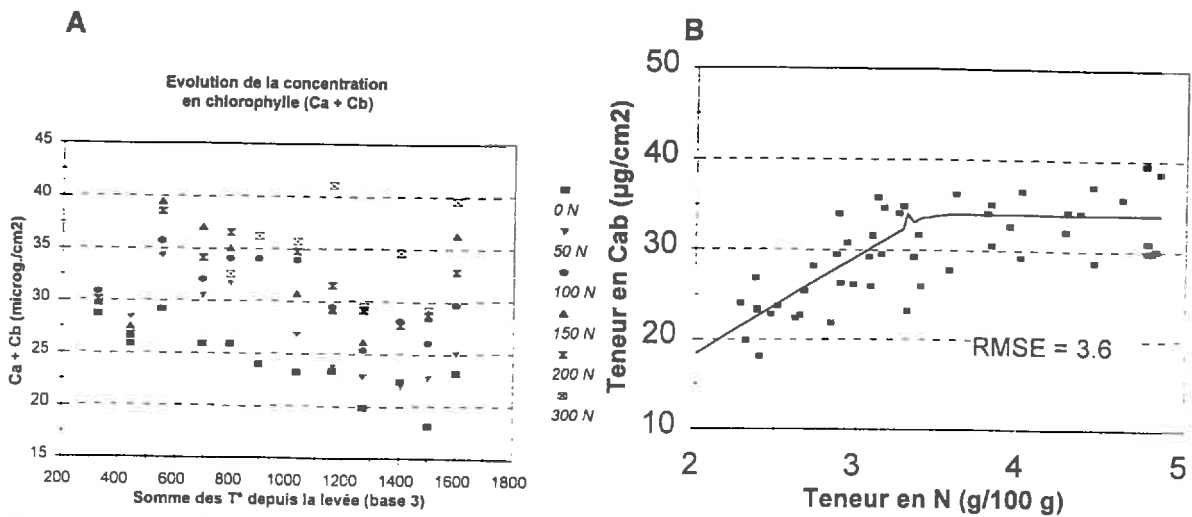 A
Evolution de la concentration
en chlorophylle (Ca + Cb)
Ca + Cb (microg./cm2)
45
40
35
30
25
20
15
200 400 600 800 1000 1200 1400 1600 1800
Somme des T° depuis la levée (base 3)
0 N
50 N
100 N
150 N
200 N
300 N
B
Teneur en Cab (µg/cm2)
50
40
30
20
10
RMSE = 3.6
2 3 4 5
Teneur en N (g/100 g)